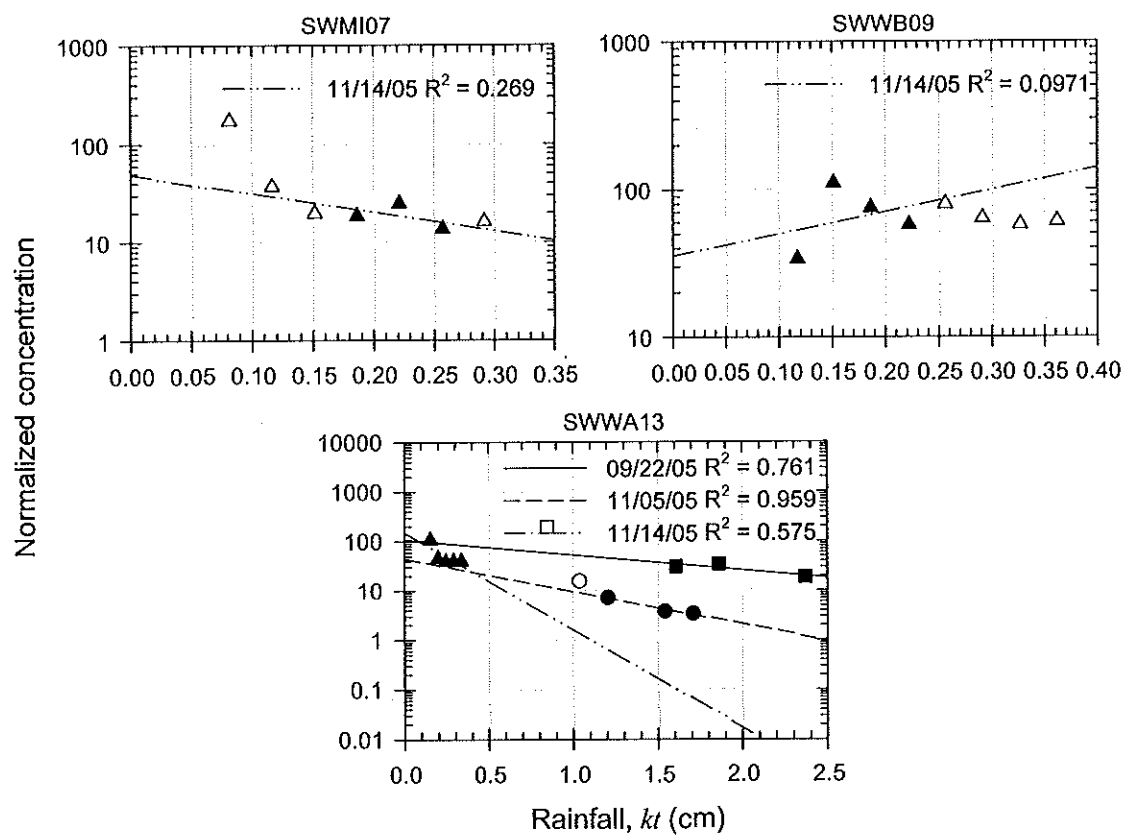 SWMI07
1000
100
10
1
11/14/05 R² = 0.269
0.00 0.05 0.10 0.15 0.20 0.25 0.30 0.35
SWWB09
1000
100
10
11/14/05 R² = 0.0971
0.00 0.05 0.10 0.15 0.20 0.25 0.30 0.35 0.40
Normalized concentration
SWWA13
10000
1000
100
10
1
0.1
0.01
09/22/05 R² = 0.761
11/05/05 R² = 0.959
11/14/05 R² = 0.575
0.0 0.5 1.0 1.5 2.0 2.5
Rainfall, kt (cm)